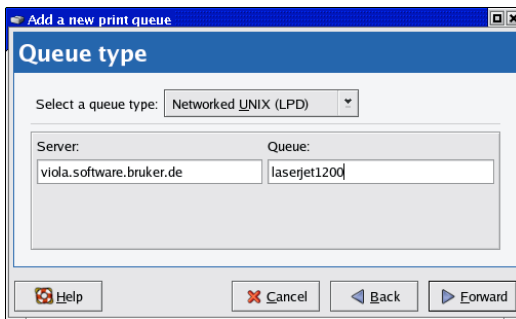 Add a new print queue
Queue type
Select a queue type: Networked UNIX (LPD)
Server: Queue:
viola.software.bruker.de laserjet1200
Help Cancel Back Forward